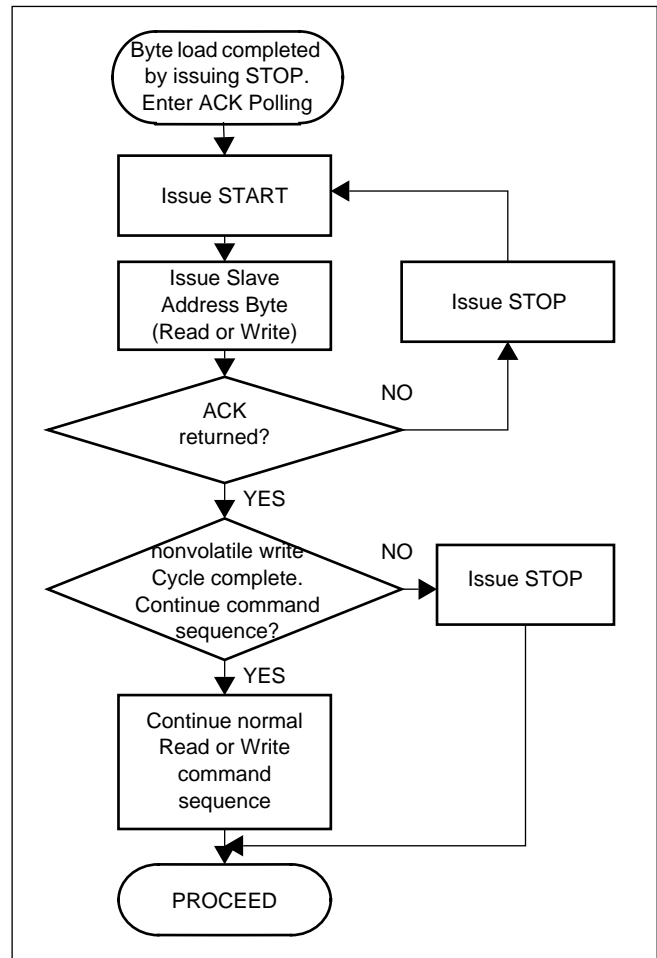 Byte load completed
by issuing STOP.
Enter ACK Polling
Issue START
Issue Slave
Address Byte
(Read or Write)
Issue STOP
ACK
returned?
NO
YES
nonvolatile write
Cycle complete.
Continue command
sequence?
NO
Issue STOP
YES
Continue normal
Read or Write
command
sequence
PROCEED